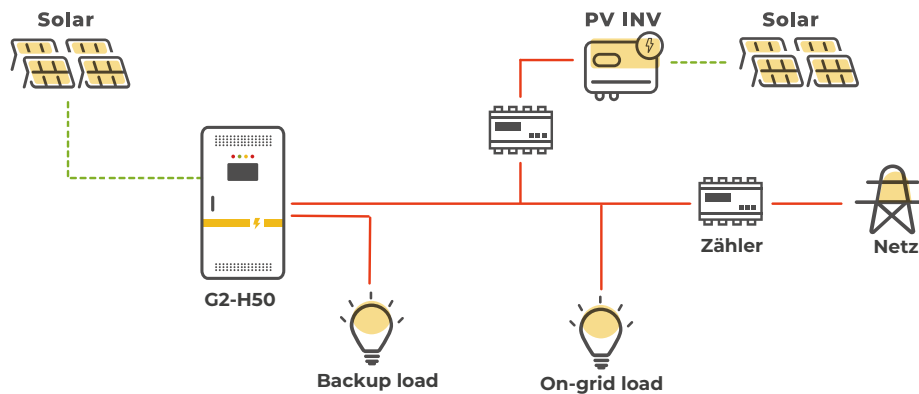 Solar
PV INV
Solar
Zähler
Netz
G2-H50
Backup load
On-grid load